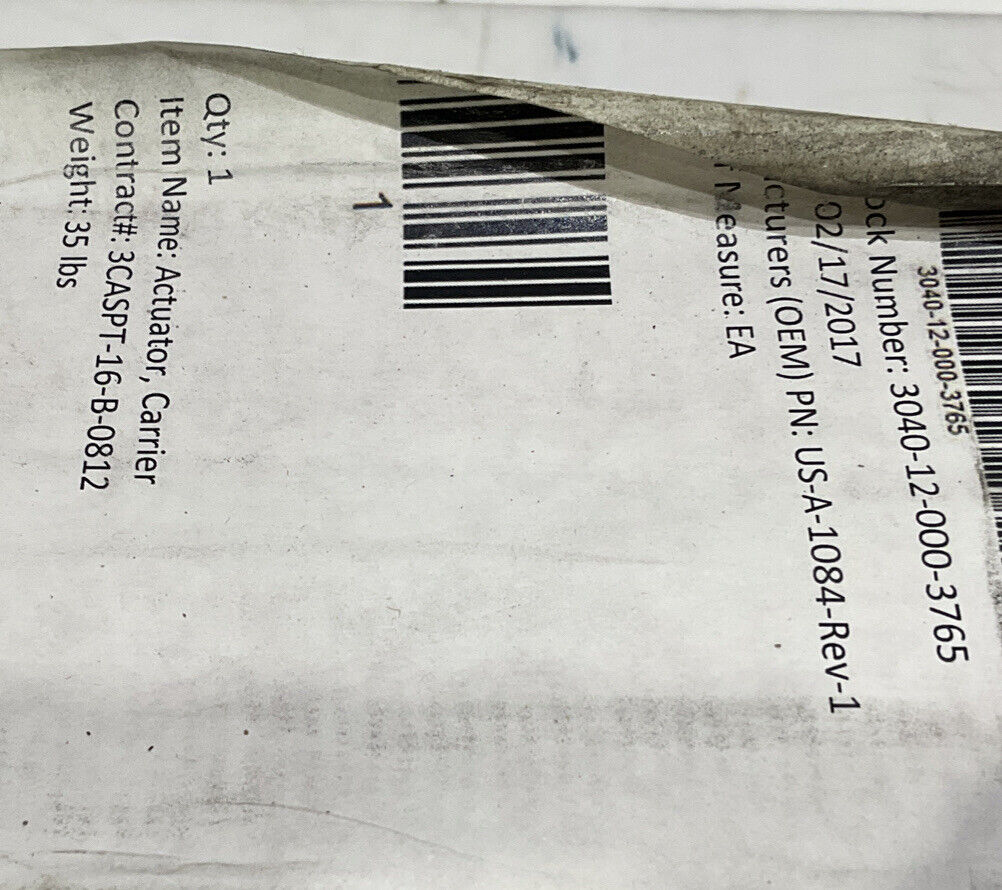 3040-12-000-3765
ock Number: 3040-12-000-3765
02/17/2017
cturers (OEM) PN: US-A-1084-Rev-1
Measure: EA
1
Qty: 1
Item Name: Actuator, Carrier
Contract#: 3CASPT-16-B-0812
Weight: 35 lbs